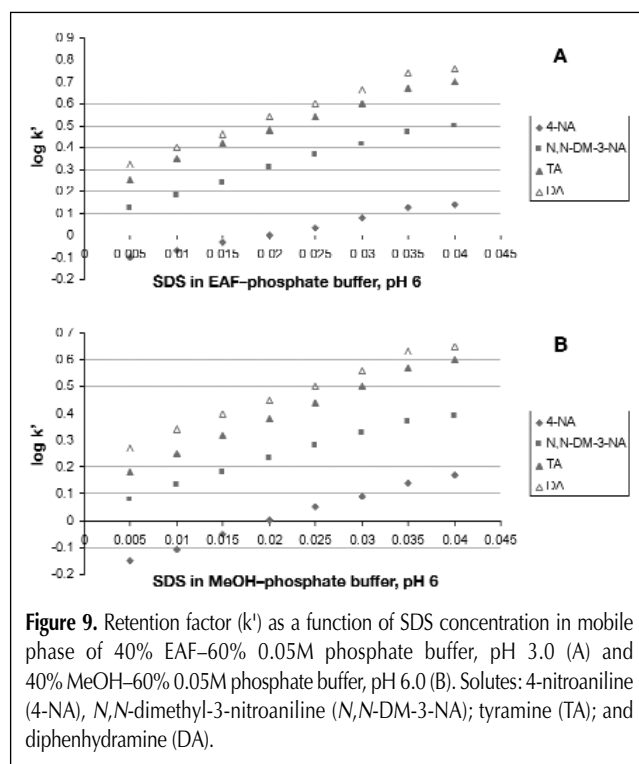 A
0.9
0.8
0.7
0.6
0.5
0.4
0.3
0.2
0.1
0
-0.1
-0.2
log k'
0.005 0.01 0.015 0.02 0.025 0.03 0.035 0.04 0.045
SDS in EAF–phosphate buffer, pH 6
4-NA
N,N-DM-3-NA
TA
DA
B
0.7
0.6
0.5
0.4
0.3
0.2
0.1
0
-0.1
-0.2
log k'
0.005 0.01 0.015 0.02 0.025 0.03 0.035 0.04 0.045
SDS in MeOH–phosphate buffer, pH 6
4-NA
N,N-DM-3-NA
TA
DA
Figure 9. Retention factor (k') as a function of SDS concentration in mobile
phase of 40% EAF–60% 0.05M phosphate buffer, pH 3.0 (A) and
40% MeOH–60% 0.05M phosphate buffer, pH 6.0 (B). Solutes: 4-nitroaniline
(4-NA), N,N-dimethyl-3-nitroaniline (N,N-DM-3-NA); tyramine (TA); and
diphenhydramine (DA).